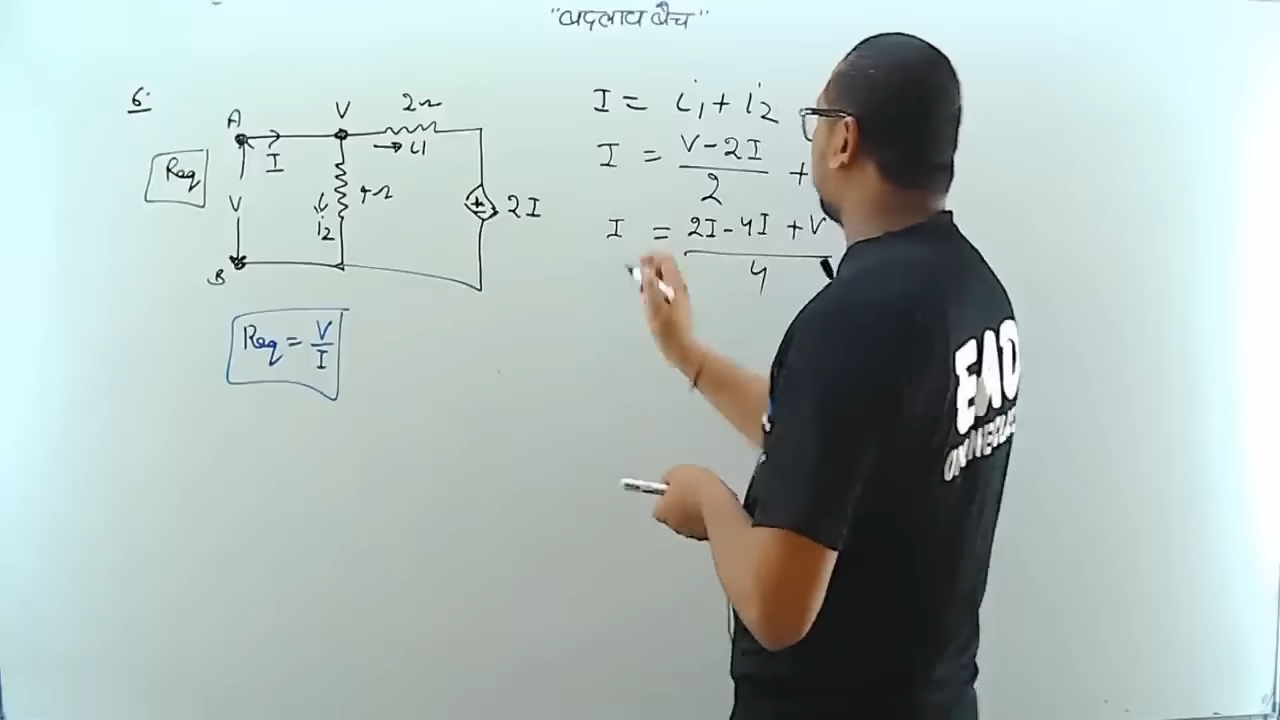 "बदलाव बैच"
6.
A
I
V
2Ω
i1
Req
V
4Ω
i2
2I
B
Req = V/I
I = i1 + i2
I = (V-2I)/2 +
I = (2I-4I+V)/4
EAD